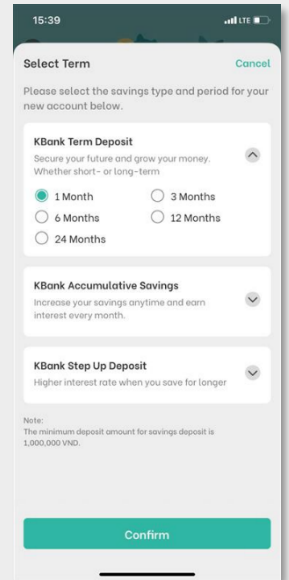 15:39
LTE
Select Term
Cancel
Please select the savings type and period for your
new account below.
KBank Term Deposit
Secure your future and grow your money.
Whether short- or long-term
1 Month
3 Months
6 Months
12 Months
24 Months
KBank Accumulative Savings
Increase your savings anytime and earn
interest every month.
KBank Step Up Deposit
Higher interest rate when you save for longer
Note:
The minimum deposit amount for savings deposit is
1,000,000 VND.
Confirm